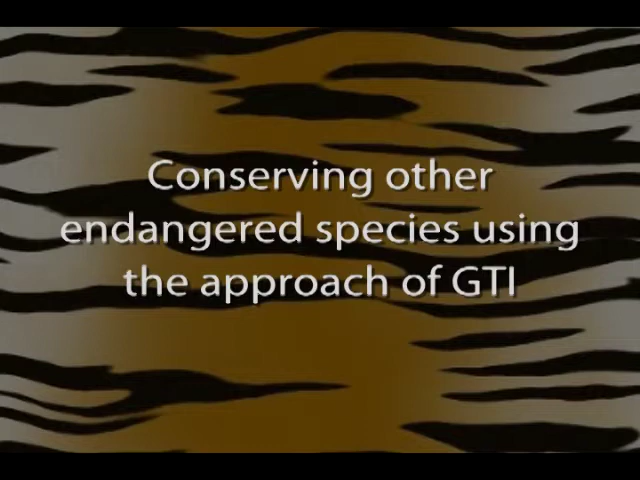 Conserving other
endangered species using
the approach of GTI